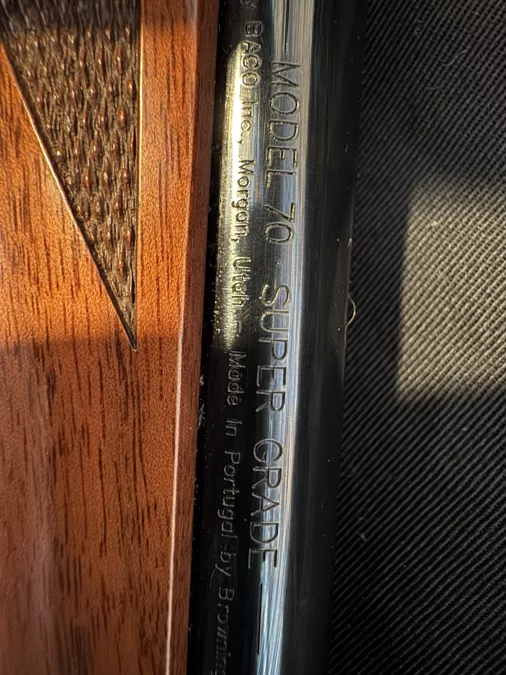 MODEL 70 · SUPER GRADE
BACO Inc., Morgan, Utah – Made in Portugal by Browning